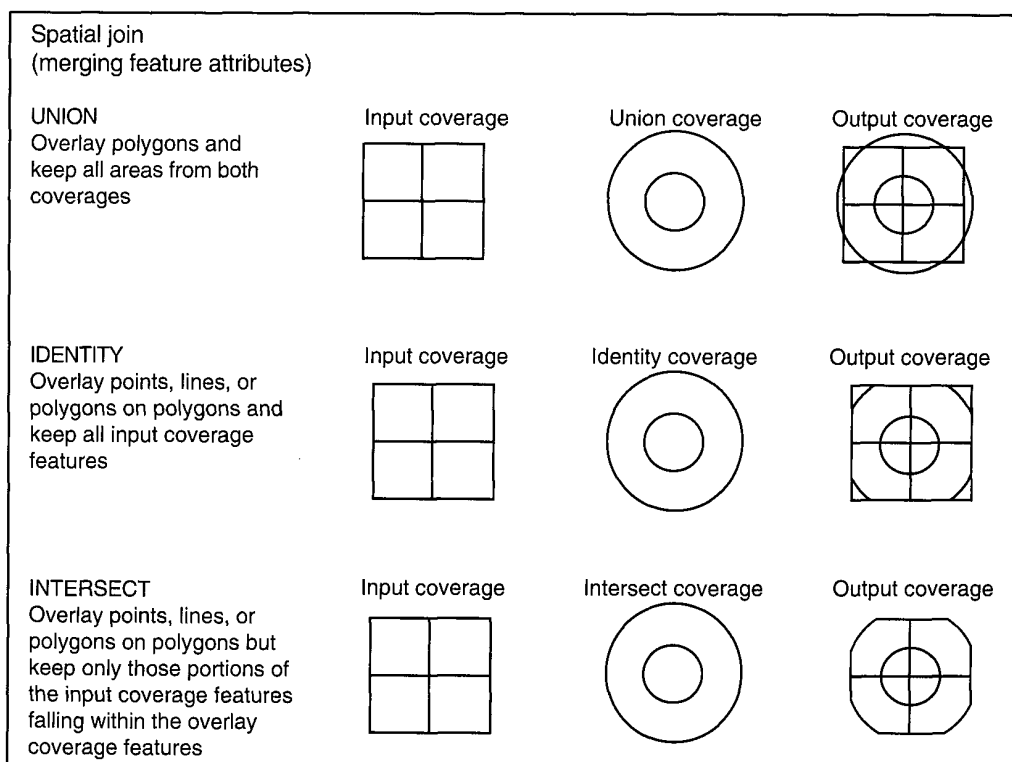 Spatial join
(merging feature attributes)
UNION
Overlay polygons and
keep all areas from both
coverages
Input coverage
Union coverage
Output coverage
IDENTITY
Overlay points, lines, or
polygons on polygons and
keep all input coverage
features
Input coverage
Identity coverage
Output coverage
INTERSECT
Overlay points, lines, or
polygons on polygons but
keep only those portions of
the input coverage features
falling within the overlay
coverage features
Input coverage
Intersect coverage
Output coverage